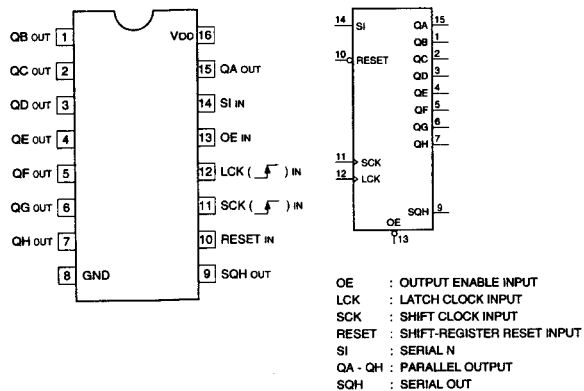 QB OUT 1
QC OUT 2
QD OUT 3
QE OUT 4
QF OUT 5
QG OUT 6
QH OUT 7
8 GND
VDD 16
15 QA OUT
14 SI IN
13 OE IN
12 LCK ( ) IN
11 SCK ( ) IN
10 RESET IN
9 SQH OUT
14 SI
10 RESET
11 SCK
12 LCK
QA 15
QB 1
QC 2
QD 3
QE 4
QF 5
QG 6
QH 7
SQH 9
OE
13
OE : OUTPUT ENABLE INPUT
LCK : LATCH CLOCK INPUT
SCK : SHIFT CLOCK INPUT
RESET : SHIFT-REGISTER RESET INPUT
SI : SERIAL N
QA - QH : PARALLEL OUTPUT
SQH : SERIAL OUT